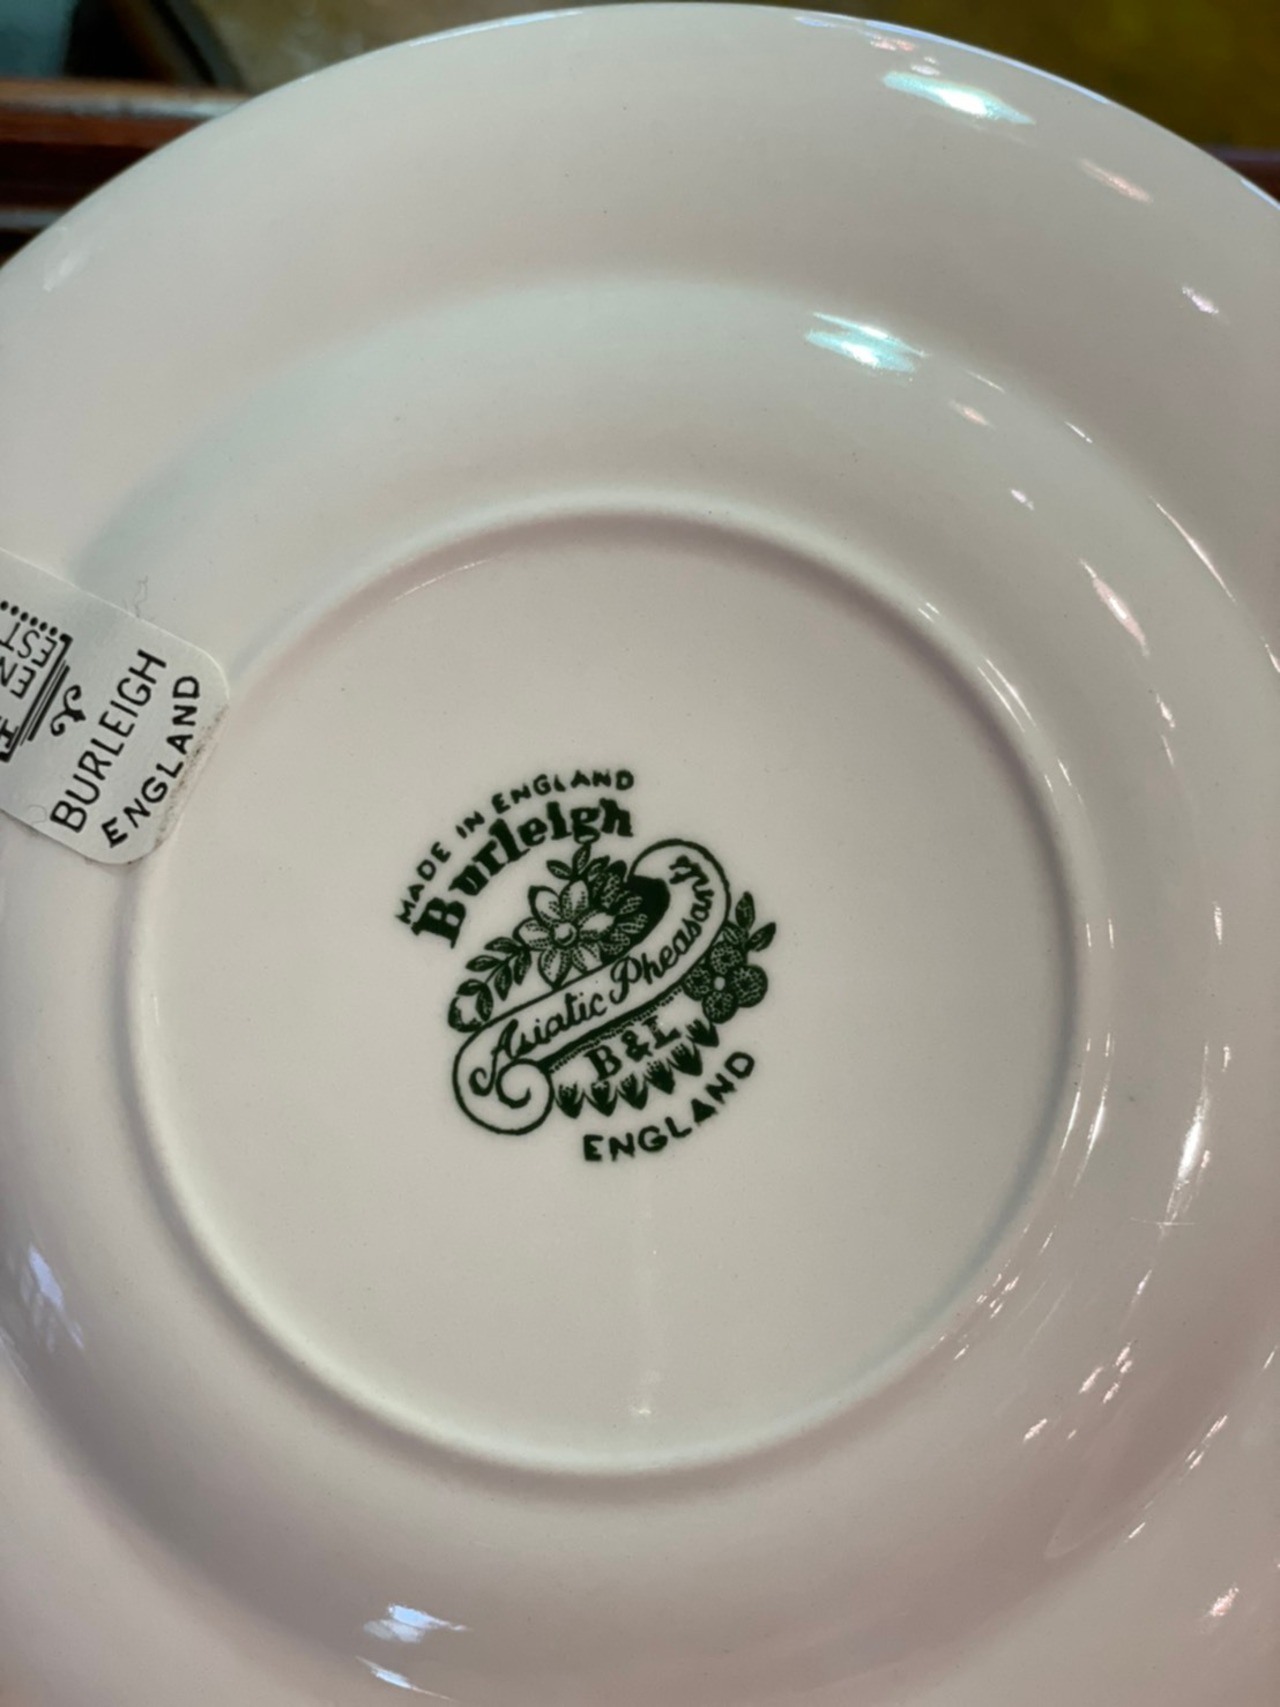 MADE IN ENGLAND
Burleigh
Asiatic Pheasants
B&L
ENGLAND
BURLEIGH
ENGLAND